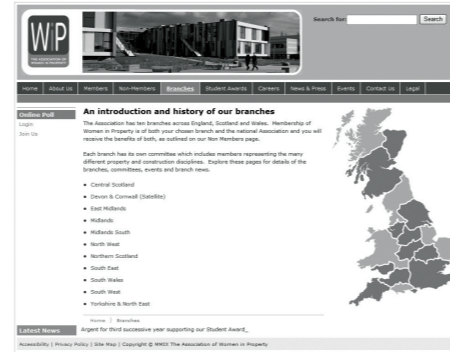 Search for: Search
WiP
THE ASSOCIATION OF
WOMEN IN PROPERTY
Home About Us Members Non-Members Branches Student Awards Careers News & Press Events Contact Us Legal
Online Poll
Login
Join Us
An introduction and history of our branches
The Association has ten branches across England, Scotland and Wales. Membership of
Women in Property is of both your chosen branch and the national Association and you will
receive the benefits of both, as outlined on our Non Members page.
Each branch has its own committee which includes members representing the many
different property and construction disciplines. Explore these pages for details of the
branches, committees, events and branch news.
• Central Scotland
• Devon & Cornwall (Satellite)
• East Midlands
• Midlands
• Midlands South
• North West
• Northern Scotland
• South East
• South Wales
• South West
• Yorkshire & North East
Home | Branches
Latest News Argent for third successive year supporting our Student Award_
Accessibility | Privacy Policy | Site Map | Copyright © MMIX The Association of Women in Property